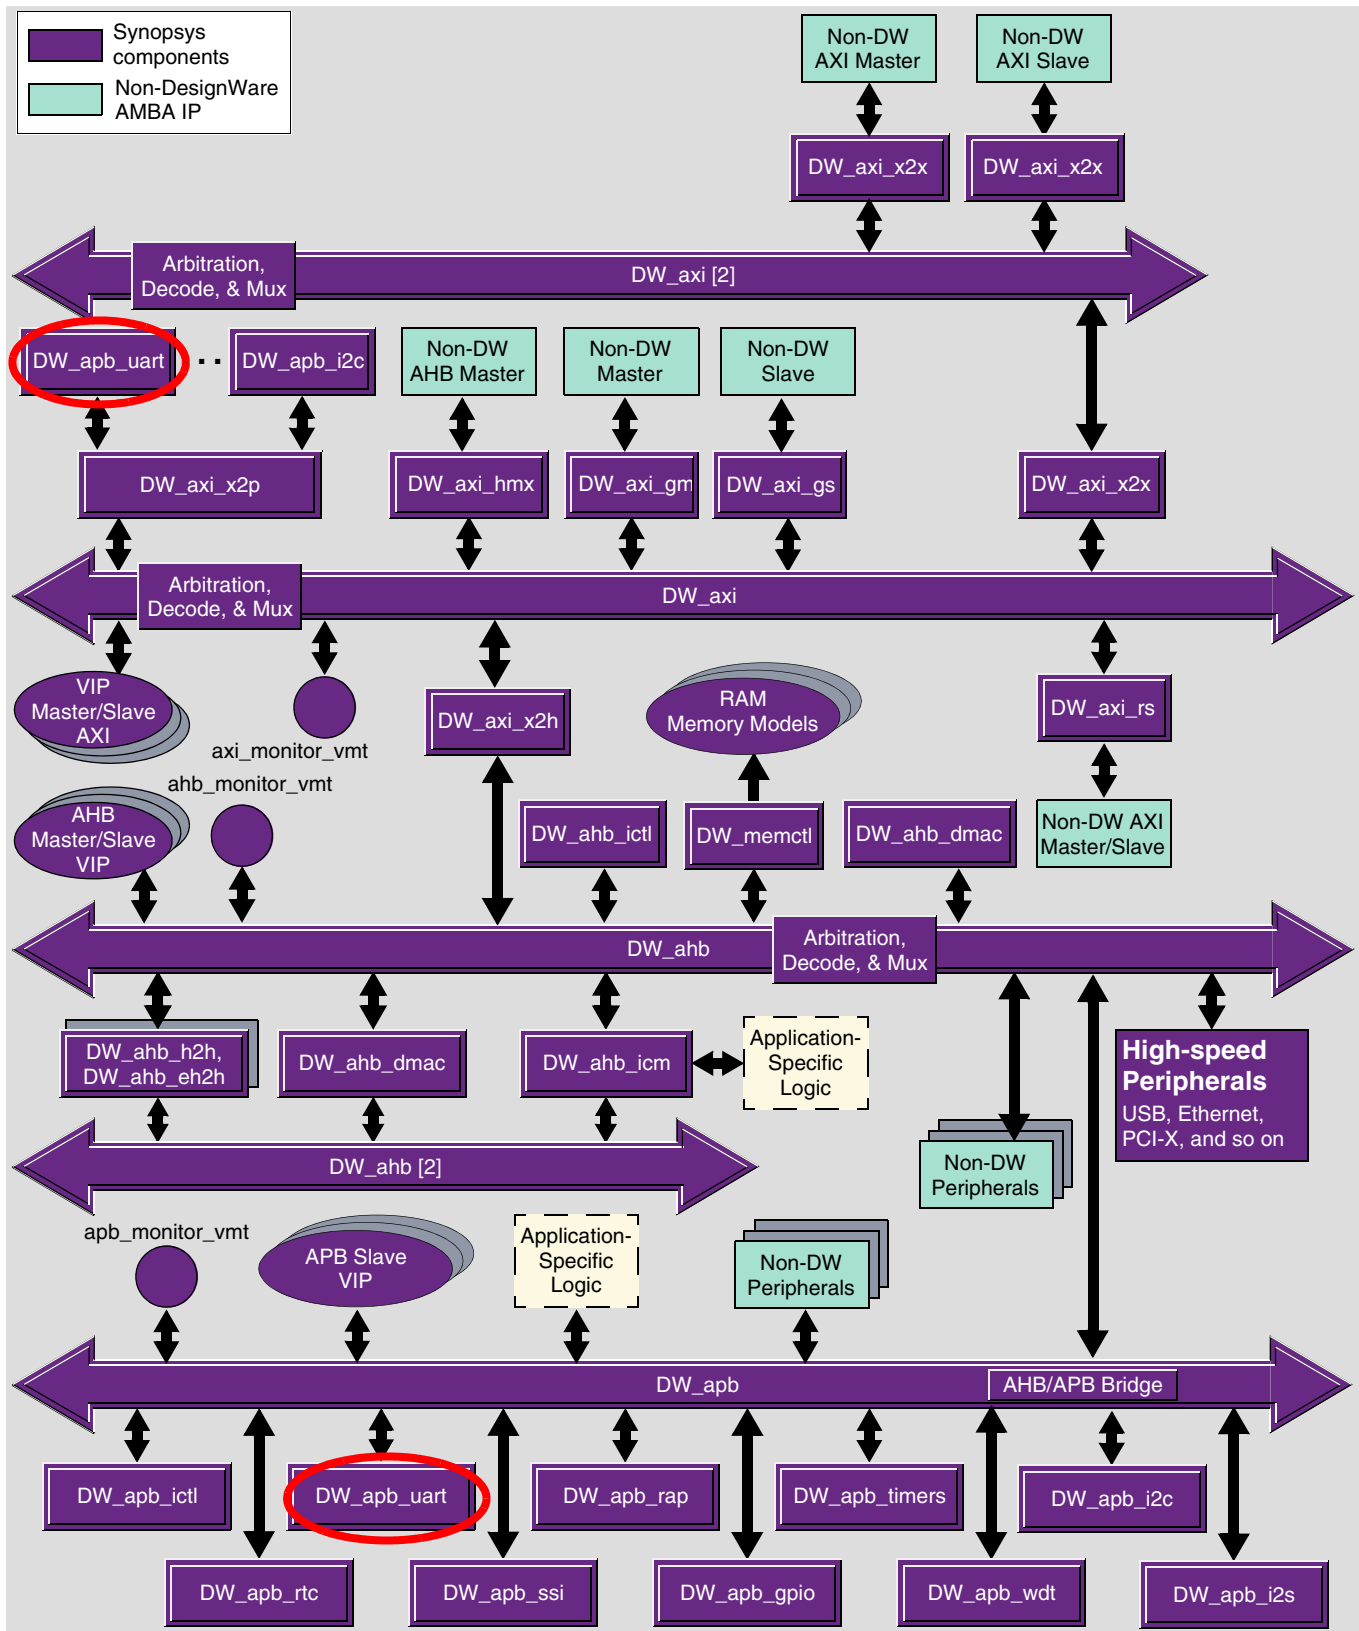 Synopsys
components
Non-DesignWare
AMBA IP
Non-DW
AXI Master
Non-DW
AXI Slave
DW_axi_x2x
DW_axi_x2x
Arbitration,
Decode, & Mux
DW_axi [2]
DW_apb_uart
. .
DW_apb_i2c
Non-DW
AHB Master
Non-DW
Master
Non-DW
Slave
DW_axi_x2p
DW_axi_hmx
DW_axi_gm
DW_axi_gs
DW_axi_x2x
Arbitration,
Decode, & Mux
DW_axi
VIP
Master/Slave
AXI
axi_monitor_vmt
DW_axi_x2h
RAM
Memory Models
DW_axi_rs
ahb_monitor_vmt
AHB
Master/Slave
VIP
DW_ahb_ictl
DW_memctl
DW_ahb_dmac
Non-DW AXI
Master/Slave
DW_ahb
Arbitration,
Decode, & Mux
DW_ahb_h2h,
DW_ahb_eh2h
DW_ahb_dmac
DW_ahb_icm
Application-
Specific
Logic
High-speed
Peripherals
USB, Ethernet,
PCI-X, and so on
DW_ahb [2]
Non-DW
Peripherals
apb_monitor_vmt
APB Slave
VIP
Application-
Specific
Logic
Non-DW
Peripherals
DW_apb
AHB/APB Bridge
DW_apb_ictl
DW_apb_uart
DW_apb_rap
DW_apb_timers
DW_apb_i2c
DW_apb_rtc
DW_apb_ssi
DW_apb_gpio
DW_apb_wdt
DW_apb_i2s